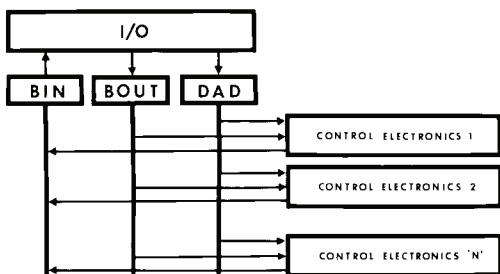 I/O
BIN BOUT DAD
CONTROL ELECTRONICS 1
CONTROL ELECTRONICS 2
CONTROL ELECTRONICS 'N'